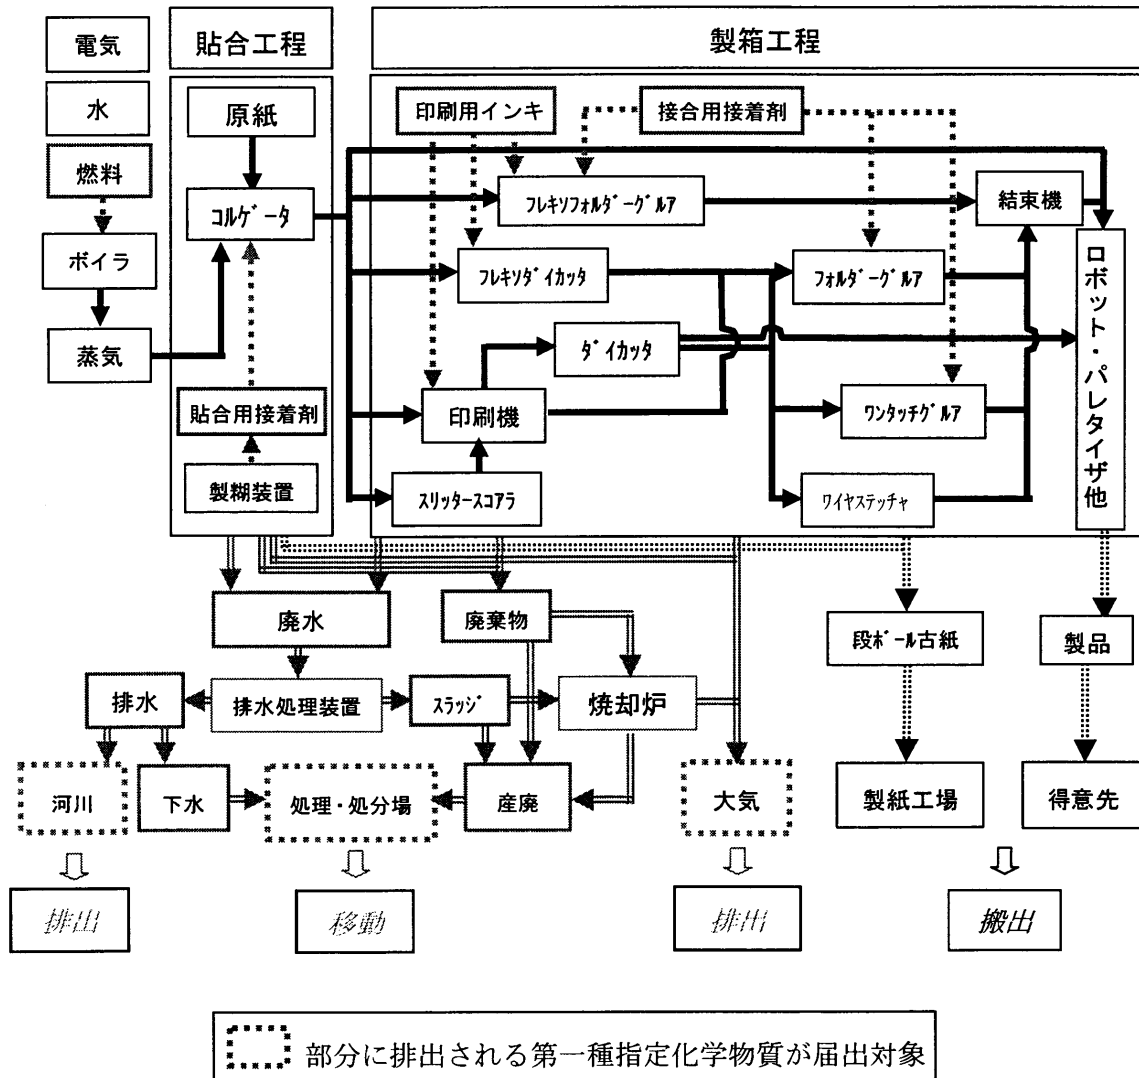 電気
貼合工程
製箱工程
水
原紙
印刷用インキ
接合用接着剤
燃料
コルゲータ
フレキソフォルダーグルア
結束機
ボイラ
フレキソダイカッタ
フォルダーグルア
ロボット・パレタイザ他
蒸気
ダイカッタ
貼合用接着剤
印刷機
ワンタッチグルア
製糊装置
スリッタースコアラ
ワイヤステッチャ
廃水
廃棄物
段ボール古紙
製品
排水
排水処理装置
スラッジ
焼却炉
河川
下水
処理・処分場
産廃
大気
製紙工場
得意先
排出
移動
排出
搬出
部分に排出される第一種指定化学物質が届出対象